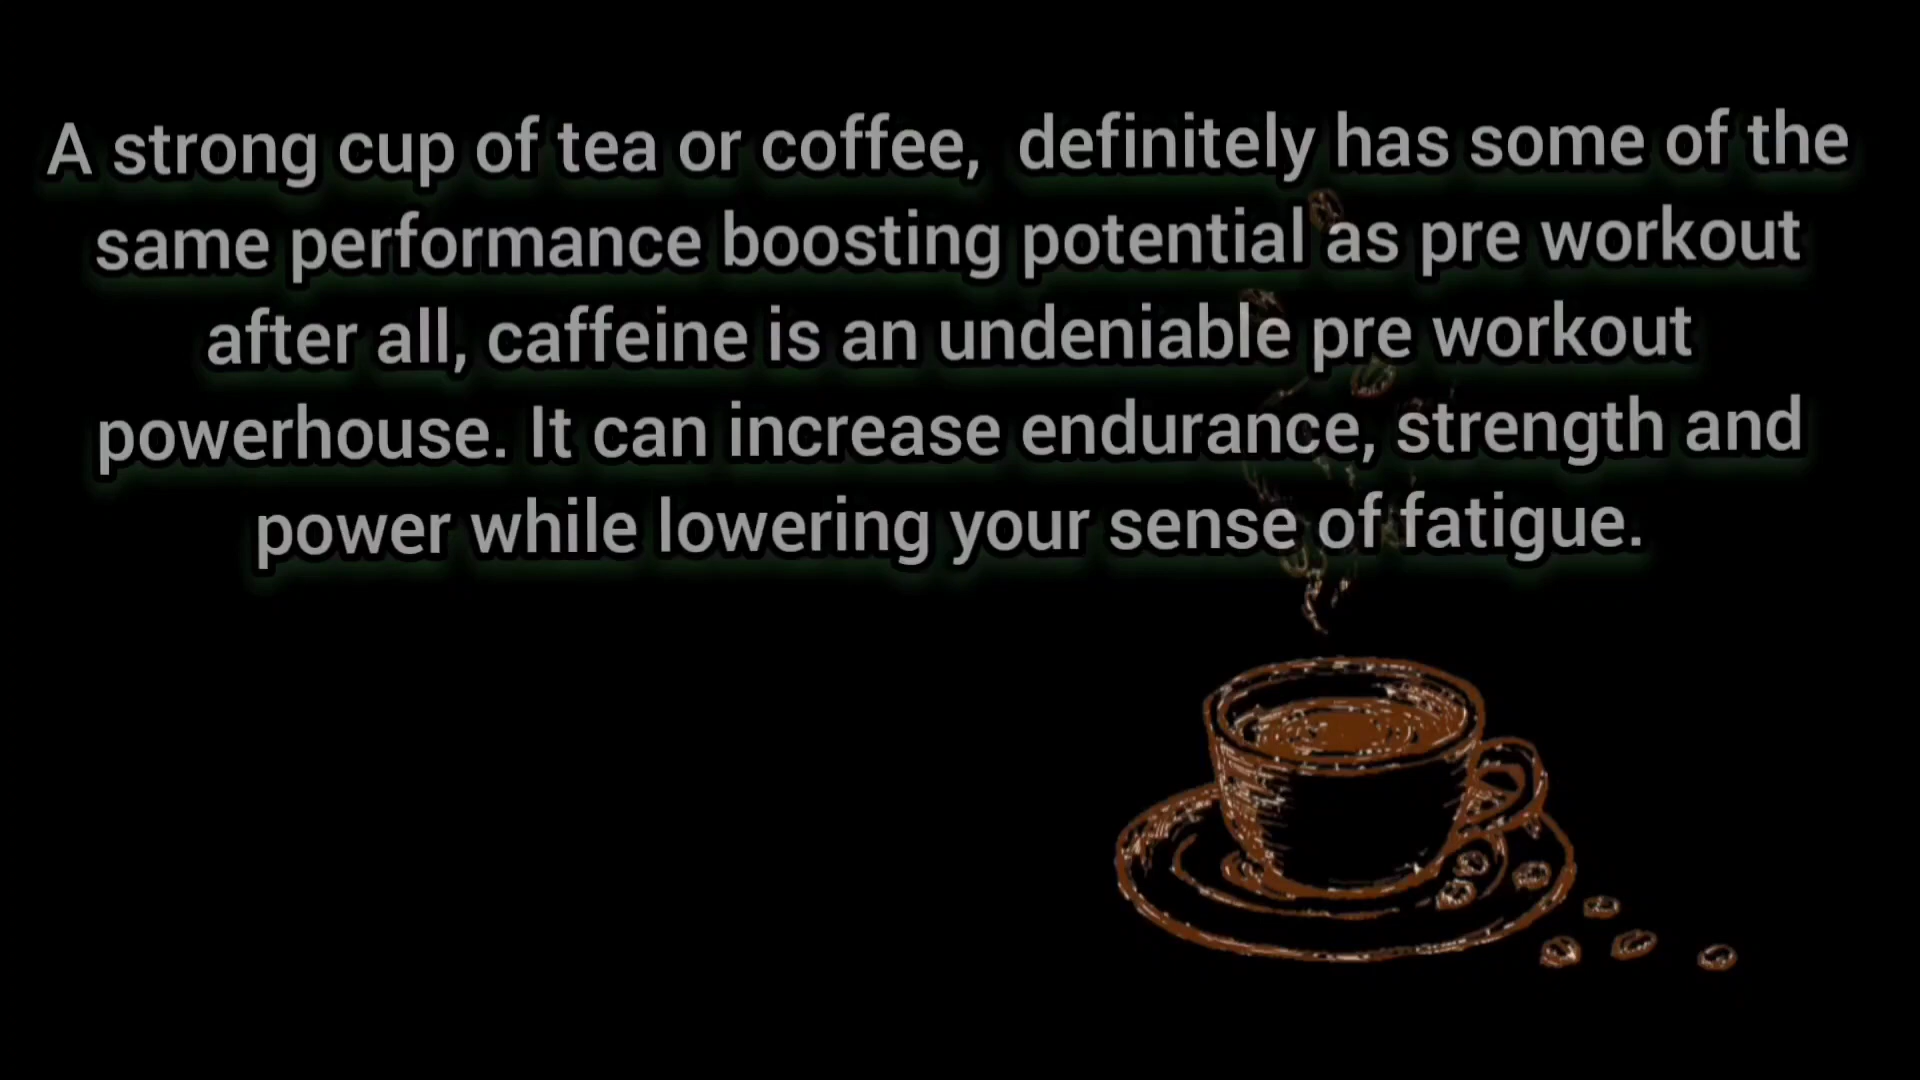 A strong cup of tea or coffee,  definitely has some of the
same performance boosting potential as pre workout
after all, caffeine is an undeniable pre workout
powerhouse. It can increase endurance, strength and
power while lowering your sense of fatigue.